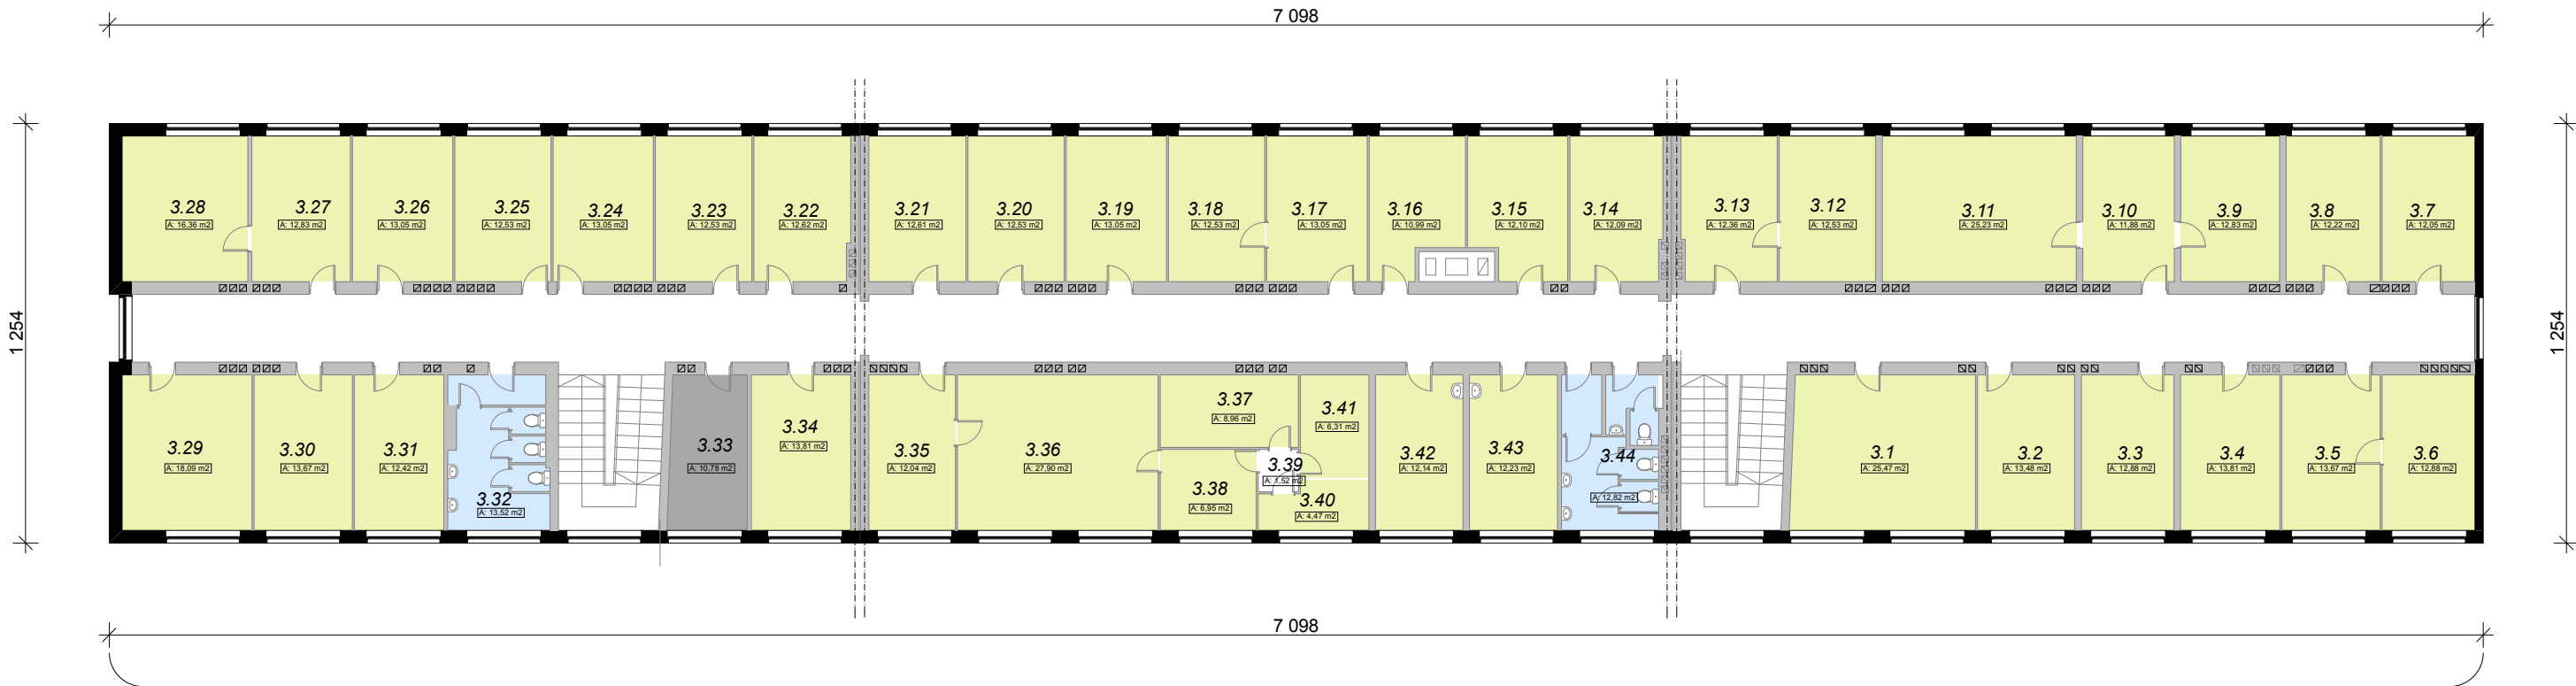 7 098
1 254
1 254
3.28
A: 16,36 m2
3.27
A: 12,83 m2
3.26
A: 13,05 m2
3.25
A: 12,53 m2
3.24
A: 13,05 m2
3.23
A: 12,53 m2
3.22
A: 12,62 m2
3.21
A: 12,61 m2
3.20
A: 12,53 m2
3.19
A: 13,05 m2
3.18
A: 12,53 m2
3.17
A: 13,05 m2
3.16
A: 10,99 m2
3.15
A: 12,10 m2
3.14
A: 12,09 m2
3.13
A: 12,36 m2
3.12
A: 12,53 m2
3.11
A: 25,23 m2
3.10
A: 11,88 m2
3.9
A: 12,83 m2
3.8
A: 12,22 m2
3.7
A: 12,05 m2
3.29
A: 18,09 m2
3.30
A: 13,67 m2
3.31
A: 12,42 m2
3.32
A: 13,52 m2
3.33
A: 10,78 m2
3.34
A: 13,81 m2
3.35
A: 12,04 m2
3.36
A: 27,90 m2
3.37
A: 8,96 m2
3.38
A: 6,95 m2
3.39
A: 1,52 m2
3.40
A: 4,47 m2
3.41
A: 6,31 m2
3.42
A: 12,14 m2
3.43
A: 12,23 m2
3.44
A: 12,82 m2
3.1
A: 25,47 m2
3.2
A: 13,48 m2
3.3
A: 12,88 m2
3.4
A: 13,81 m2
3.5
A: 13,67 m2
3.6
A: 12,88 m2
7 098